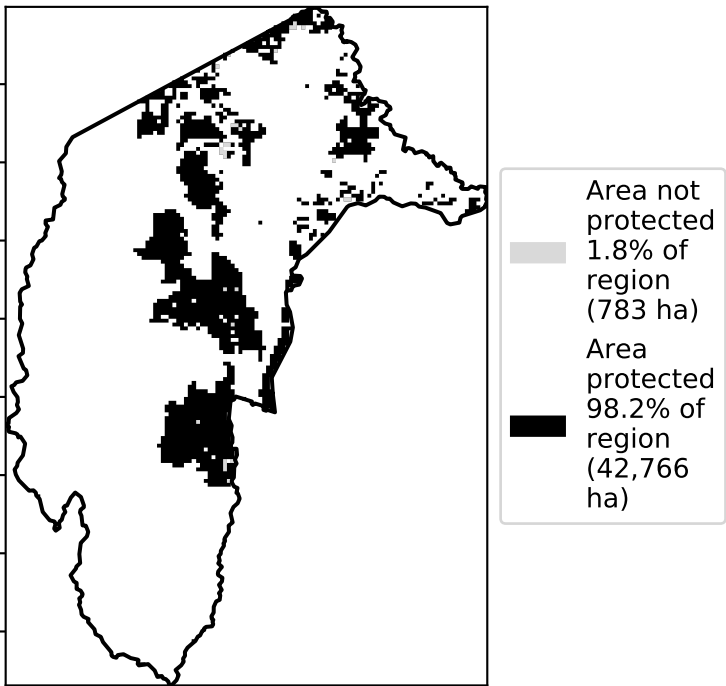 Area not
protected
1.8% of
region
(783 ha)
Area
protected
98.2% of
region
(42,766
ha)